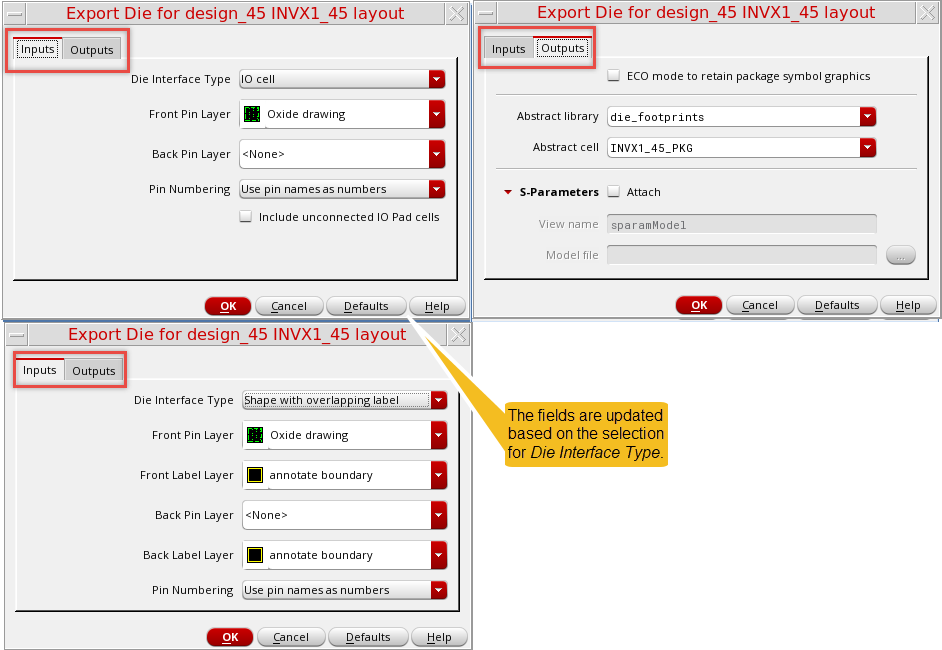 Export Die for design_45 INVX1_45 layout
Inputs Outputs
Die Interface Type IO cell
Front Pin Layer Oxide drawing
Back Pin Layer <None>
Pin Numbering Use pin names as numbers
Include unconnected IO Pad cells
OK Cancel Defaults Help
Export Die for design_45 INVX1_45 layout
Inputs Outputs
ECO mode to retain package symbol graphics
Abstract library die_footprints
Abstract cell INVX1_45_PKG
S-Parameters Attach
View name sparamModel
Model file ...
OK Cancel Defaults Help
Export Die for design_45 INVX1_45 layout
Inputs Outputs
Die Interface Type Shape with overlapping label
Front Pin Layer Oxide drawing
Front Label Layer annotate boundary
Back Pin Layer <None>
Back Label Layer annotate boundary
Pin Numbering Use pin names as numbers
OK Cancel Defaults Help
The fields are updated
based on the selection
for Die Interface Type.